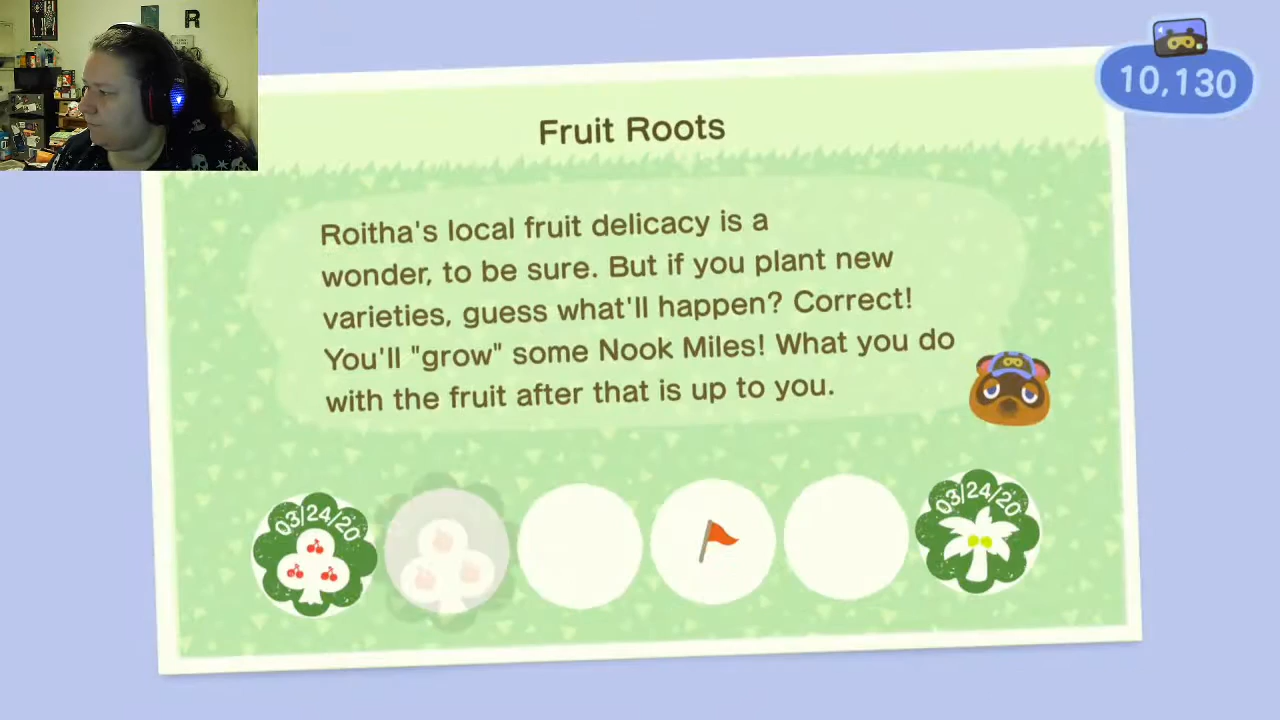 R
10,130
Fruit Roots
Roitha's local fruit delicacy is a
wonder, to be sure. But if you plant new
varieties, guess what'll happen? Correct!
You'll "grow" some Nook Miles! What you do
with the fruit after that is up to you.
03/24/20
03/24/20